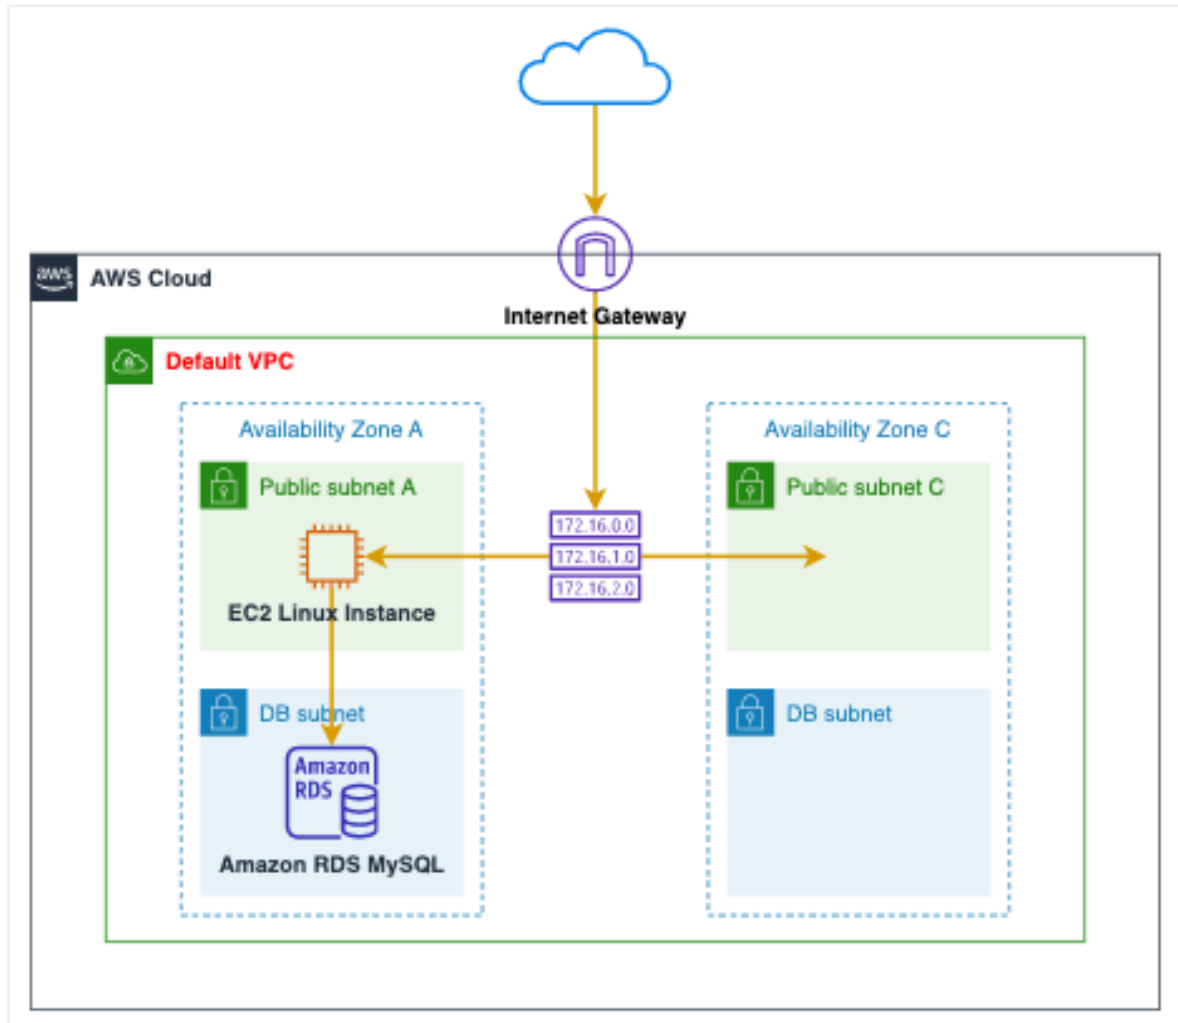 aws
AWS Cloud
Internet Gateway
Default VPC
Availability Zone A
Availability Zone C
Public subnet A
Public subnet C
172.16.0.0
172.16.1.0
172.16.2.0
EC2 Linux Instance
DB subnet
DB subnet
Amazon
RDS
Amazon RDS MySQL